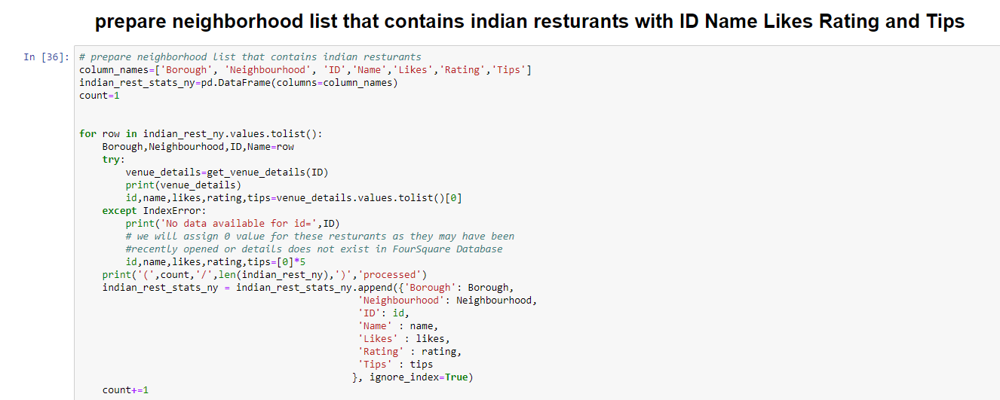 prepare neighborhood list that contains indian resturants with ID Name Likes Rating and Tips
In [36]: # prepare neighborhood list that contains indian resturants
column_names=['Borough', 'Neighbourhood', 'ID','Name','Likes','Rating','Tips']
indian_rest_stats_ny=pd.DataFrame(columns=column_names)
count=1
for row in indian_rest_ny.values.tolist():
    Borough,Neighbourhood,ID,Name=row
    try:
        venue_details=get_venue_details(ID)
        print(venue_details)
        id,name,likes,rating,tips=venue_details.values.tolist()[0]
    except IndexError:
        print('No data available for id=',ID)
        # we will assign 0 value for these resturants as they may have been
        #recently opened or details does not exist in FourSquare Database
        id,name,likes,rating,tips=[0]*5
    print('(',count,'/',len(indian_rest_ny),')','processed')
    indian_rest_stats_ny = indian_rest_stats_ny.append({'Borough': Borough,
                                                'Neighbourhood': Neighbourhood,
                                                'ID': id,
                                                'Name' : name,
                                                'Likes' : likes,
                                                'Rating' : rating,
                                                'Tips' : tips
                                               }, ignore_index=True)
    count+=1